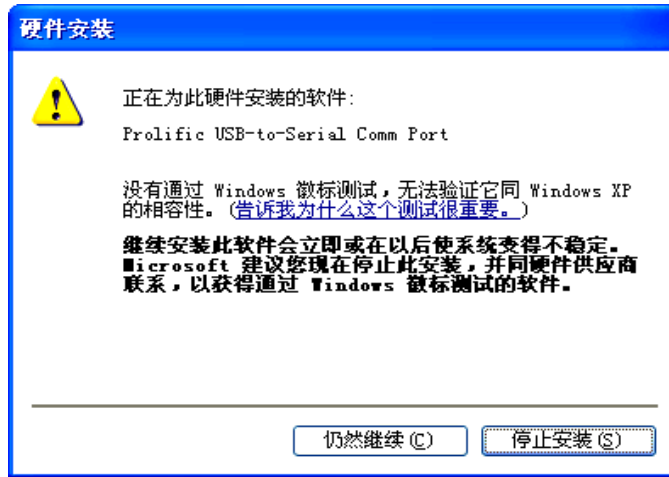 硬件安装
正在为此硬件安装的软件:
Prolific USB-to-Serial Comm Port
没有通过 Windows 徽标测试，无法验证它同 Windows XP
的相容性。(告诉我为什么这个测试很重要。)
继续安装此软件会立即或在以后使系统变得不稳定。
Microsoft 建议您现在停止此安装，并同硬件供应商
联系，以获得通过 Windows 徽标测试的软件。
仍然继续(C)
停止安装(S)